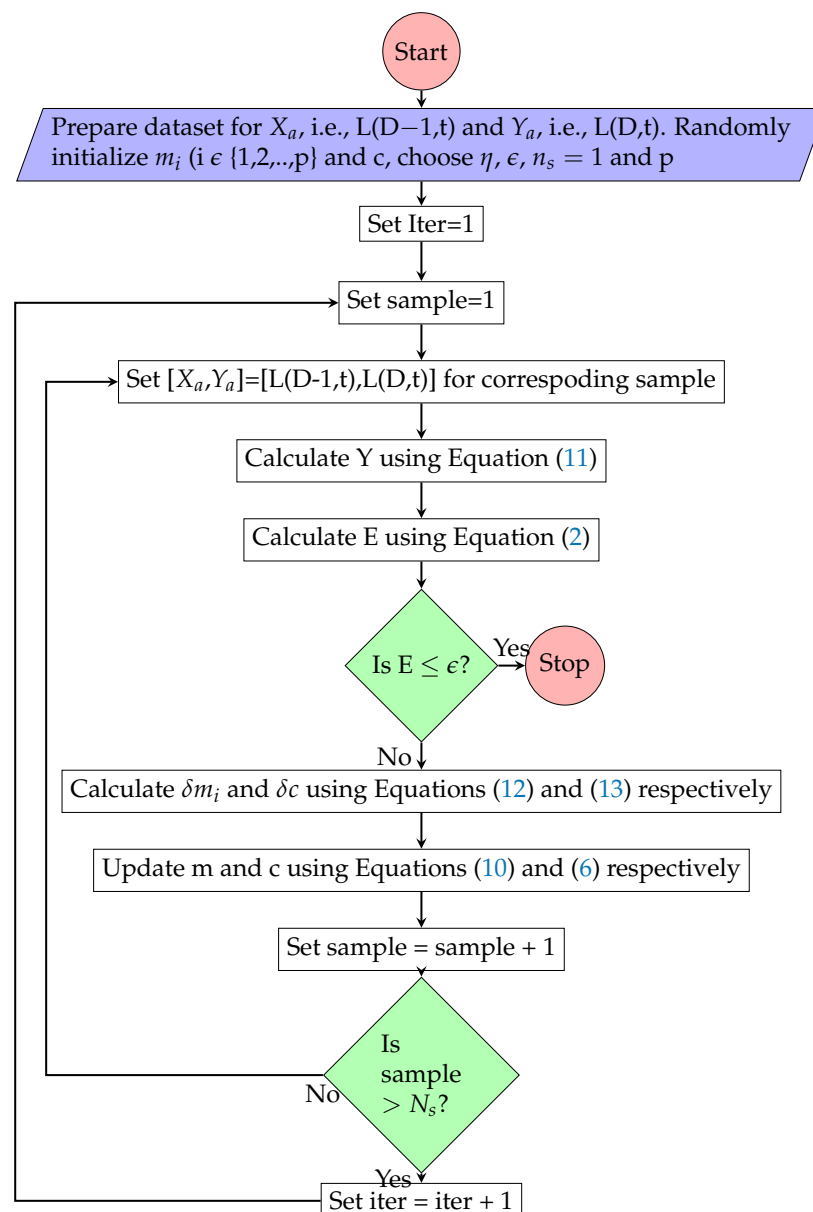 Start
Prepare dataset for Xₐ, i.e., L(D−1,t) and Yₐ, i.e., L(D,t). Randomly
initialize mᵢ (i ϵ {1,2,..,p} and c, choose η, ϵ, nₛ = 1 and p
Set Iter=1
Set sample=1
Set [Xₐ,Yₐ]=[L(D-1,t),L(D,t)] for correspoding sample
Calculate Y using Equation (11)
Calculate E using Equation (2)
Is E ≤ ϵ?
Yes
Stop
No
Calculate δmᵢ and δc using Equations (12) and (13) respectively
Update m and c using Equations (10) and (6) respectively
Set sample = sample + 1
Is
sample
> Nₛ?
No
Yes
Set iter = iter + 1